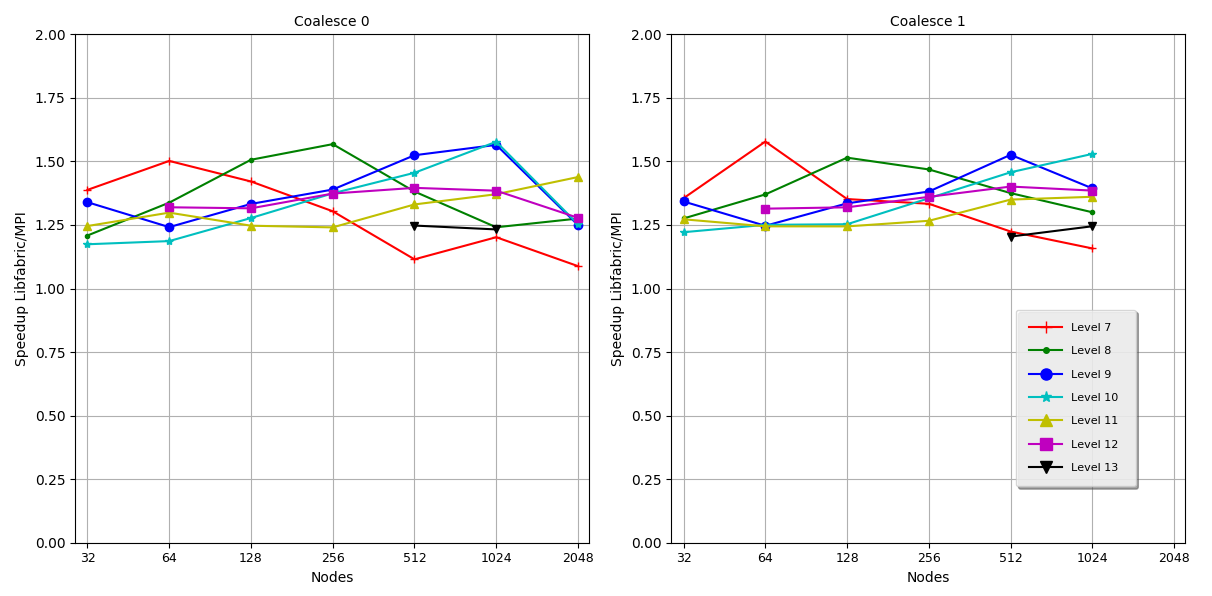 Coalesce 0
2.00
1.75
1.50
1.25
1.00
0.75
0.50
0.25
0.00
Speedup Libfabric/MPI
32 64 128 256 512 1024 2048
Nodes
Coalesce 1
2.00
1.75
1.50
1.25
1.00
0.75
0.50
0.25
0.00
Speedup Libfabric/MPI
32 64 128 256 512 1024 2048
Nodes
Level 7
Level 8
Level 9
Level 10
Level 11
Level 12
Level 13